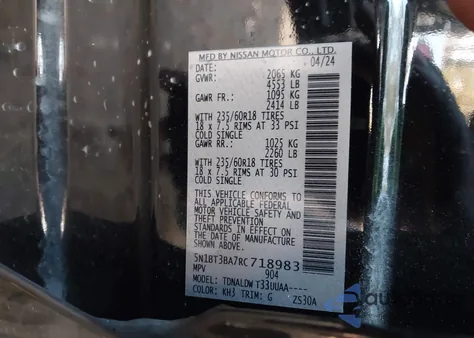 MFD BY NISSAN MOTOR CO., LTD.
DATE: 04/24
GVWR: 2065 KG
4553 LB
GAWR FR.: 1095 KG
2414 LB
WITH 235/60R18 TIRES
18 x 7.5 RIMS AT 33 PSI
COLD SINGLE
GAWR RR.: 1025 KG
2260 LB
WITH 235/60R18 TIRES
18 x 7.5 RIMS AT 30 PSI
COLD SINGLE
THIS VEHICLE CONFORMS TO
ALL APPLICABLE FEDERAL
MOTOR VEHICLE SAFETY AND
THEFT PREVENTION
STANDARDS IN EFFECT ON
THE DATE OF MANUFACTURE
SHOWN ABOVE
5N1BT3BA7RC718983
MPV 904
MODEL: TDNALDW T33UUAA----
COLOR: KH3 TRIM: G ZS30A